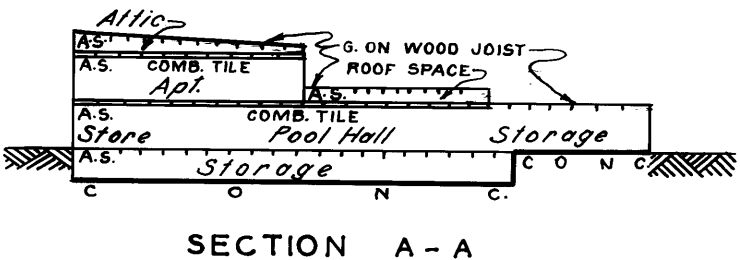 Attic
A.S.
G. ON WOOD JOIST
A.S. COMB. TILE
ROOF SPACE
Apt.
A.S.
A.S. COMB. TILE
Store Pool Hall Storage
A.S. Storage
C O N C.
C O N C.
SECTION A-A